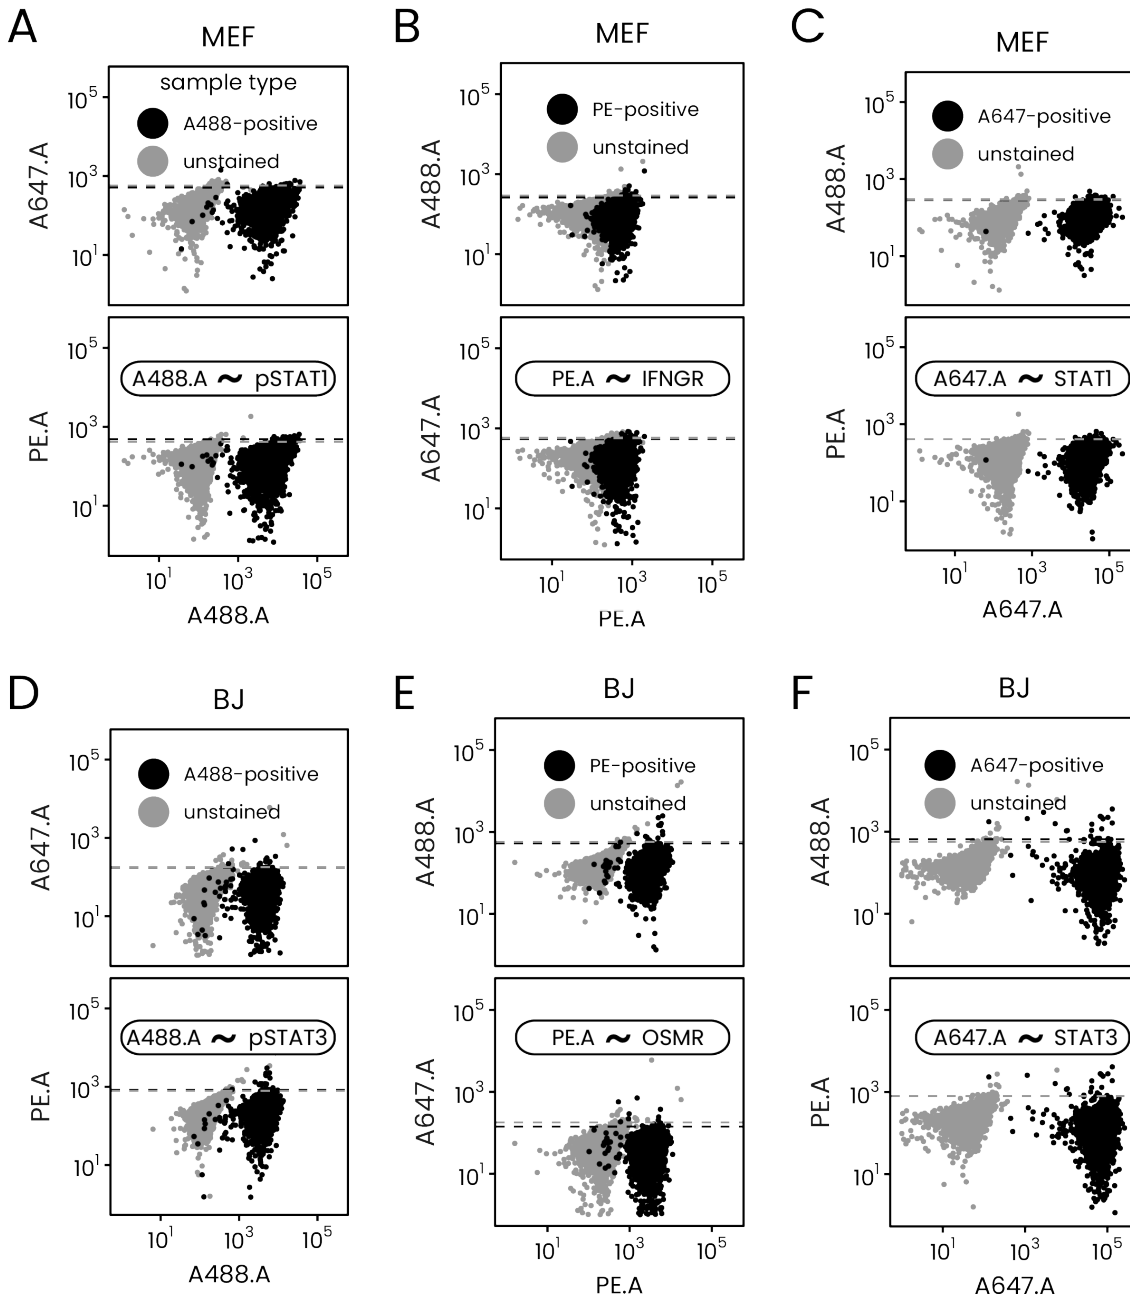 A
MEF
sample type
A488-positive
unstained
A647.A
10^5
10^3
10^1
A488.A ~ pSTAT1
PE.A
10^5
10^3
10^1
10^1 10^3 10^5
A488.A
B
MEF
PE-positive
unstained
A488.A
10^5
10^3
10^1
PE.A ~ IFNGR
A647.A
10^5
10^3
10^1
10^1 10^3 10^5
PE.A
C
MEF
A647-positive
unstained
A488.A
10^5
10^3
10^1
A647.A ~ STAT1
PE.A
10^5
10^3
10^1
10^1 10^3 10^5
A647.A
D
BJ
A488-positive
unstained
A647.A
10^5
10^3
10^1
A488.A ~ pSTAT3
PE.A
10^5
10^3
10^1
10^1 10^3 10^5
A488.A
E
BJ
PE-positive
unstained
A488.A
10^5
10^3
10^1
PE.A ~ OSMR
A647.A
10^5
10^3
10^1
10^1 10^3 10^5
PE.A
F
BJ
A647-positive
unstained
A488.A
10^5
10^3
10^1
A647.A ~ STAT3
PE.A
10^5
10^3
10^1
10^1 10^3 10^5
A647.A